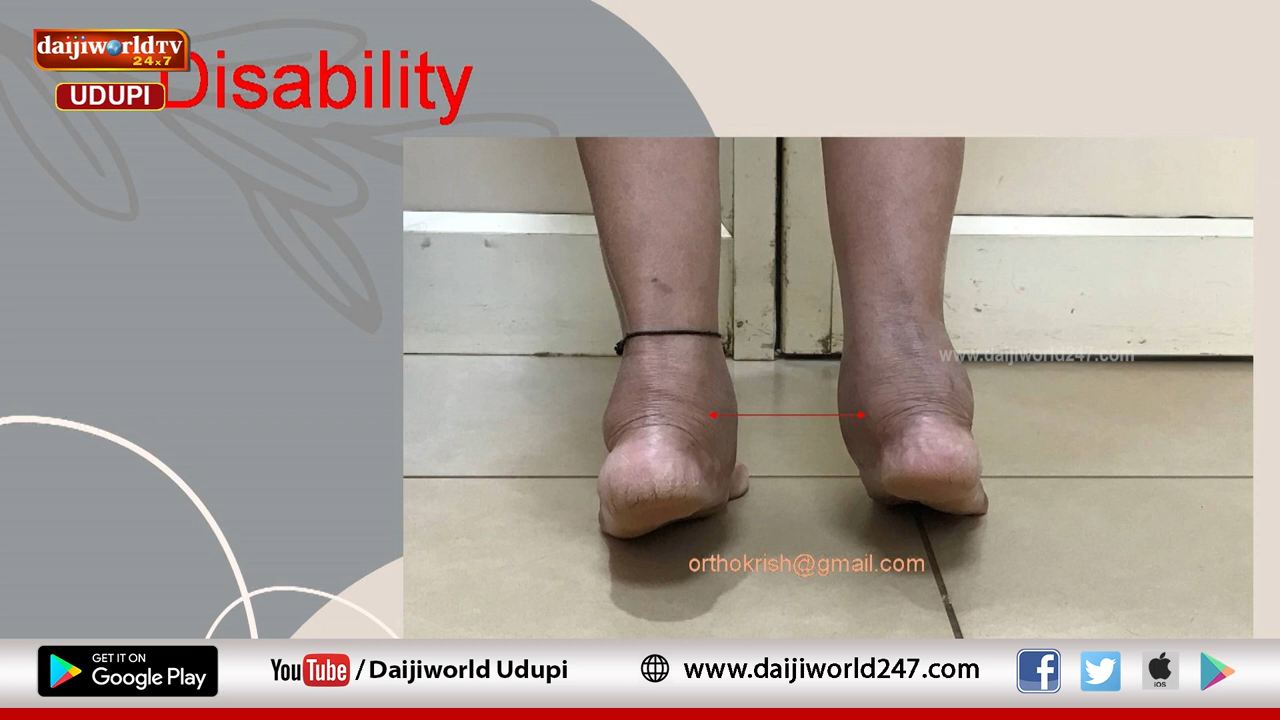 daijiworldTV
24x7
UDUPI
Disability
www.daijiworld247.com
orthokrish@gmail.com
GET IT ON
Google Play
YouTube / Daijiworld Udupi
www.daijiworld247.com
iOS